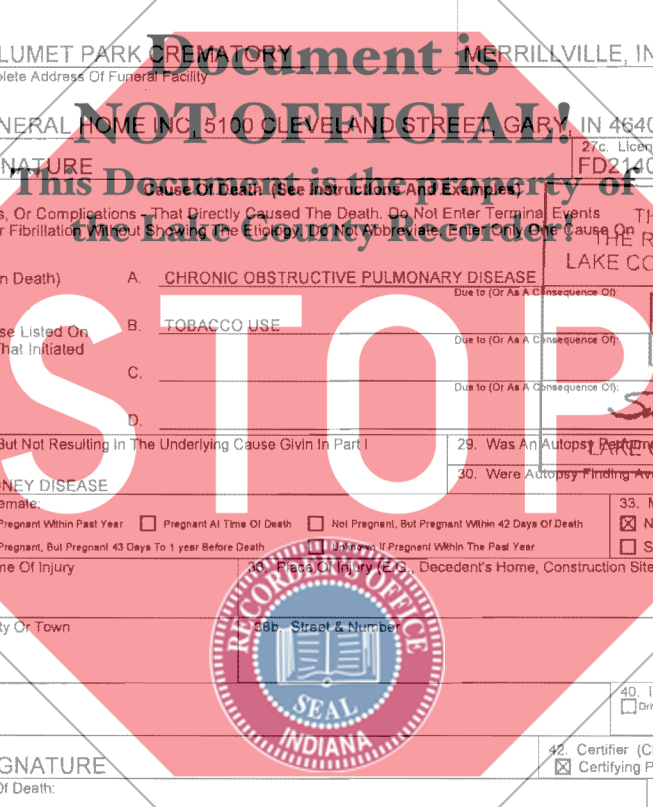 LUMET PARK CREMATORY MERRILLVILLE, IN
Document is
plete Address Of Funeral Facility
NOT OFFICIAL!
NERAL HOME INC, 5100 CLEVELAND STREET, GARY, IN 4640
27c. Licen
NATURE FD2140
This Document is the property of
Cause Of Death (See Instructions And Examples)
s, Or Complications - That Directly Caused The Death. Do Not Enter Terminal Events
r Fibrillation Without Showing The Etiology. Do Not Abbreviate. Enter Only One Cause On
the Lake County Recorder!
TH
THE R
LAKE CO
n Death) A. CHRONIC OBSTRUCTIVE PULMONARY DISEASE
Due to (Or As A Consequence Of):
se Listed On B. TOBACCO USE
That Initiated Due to (Or As A Consequence Of):
C.
Due to (Or As A Consequence Of):
STOP
D.
But Not Resulting In The Underlying Cause Givin In Part I 29. Was An Autopsy Performe
LAKE C
30. Were Autopsy Finding Av
NEY DISEASE
emale: 33. M
Pregnant Within Past Year Pregnant At Time Of Death Not Pregnant, But Pregnant Within 42 Days Of Death N
Pregnant, But Pregnant 43 Days To 1 year Before Death Unknown If Pregnant Within The Past Year S
me Of Injury 36. Place Of Injury (E.G., Decedent's Home, Construction Site
RECORDER'S OFFICE
ty Or Town 38b. Street & Number
SEAL
INDIANA
40. I
Dri
42. Certifier (C
GNATURE Certifying P
Of Death: